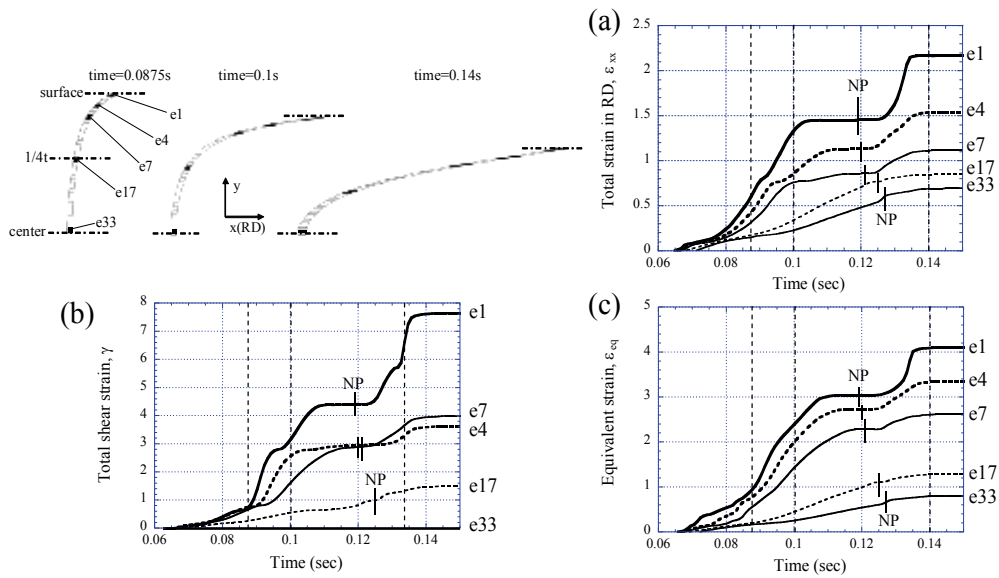 time=0.0875s
time=0.1s
time=0.14s
surface
e1
e4
e7
1/4t
e17
e33
center
y
x(RD)
(a)
Total strain in RD, εxx
2.5
2
1.5
1
0.5
0
0.06
0.08
0.1
0.12
0.14
Time (sec)
NP
NP
e1
e4
e7
e17
e33
(b)
Total shear strain, γ
8
7
6
5
4
3
2
1
0
0.06
0.08
0.1
0.12
0.14
Time (sec)
NP
NP
e1
e7
e4
e17
e33
(c)
Equivalent strain, εeq
5
4
3
2
1
0
0.06
0.08
0.1
0.12
0.14
Time (sec)
NP
NP
e1
e4
e7
e17
e33